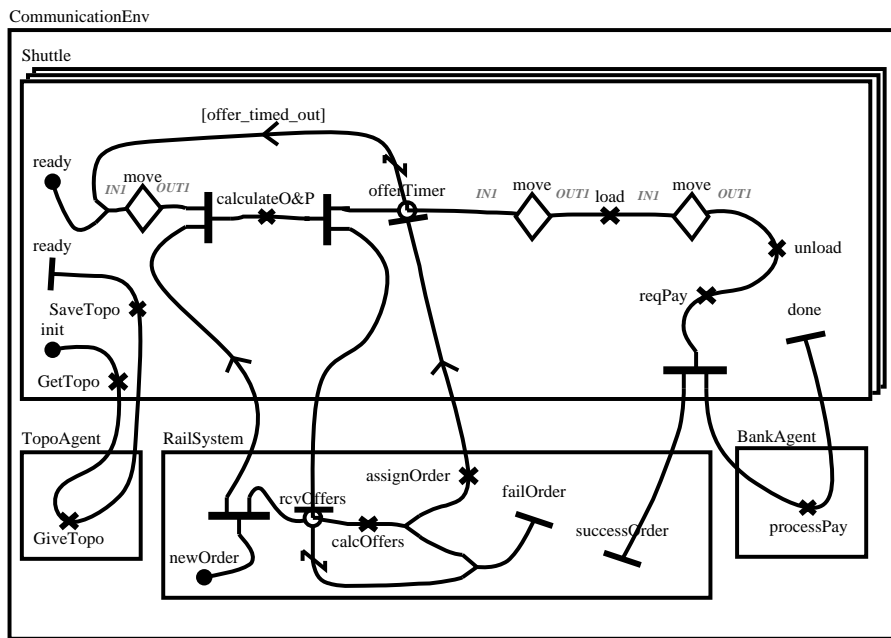 CommunicationEnv
Shuttle
[offer_timed_out]
ready
move
IN1
OUT1
calculateO&P
offerTimer
IN1
move
OUT1
load
IN1
move
OUT1
ready
unload
SaveTopo
reqPay
done
init
GetTopo
TopoAgent
RailSystem
BankAgent
assignOrder
rcvOffers
failOrder
GiveTopo
calcOffers
successOrder
processPay
newOrder